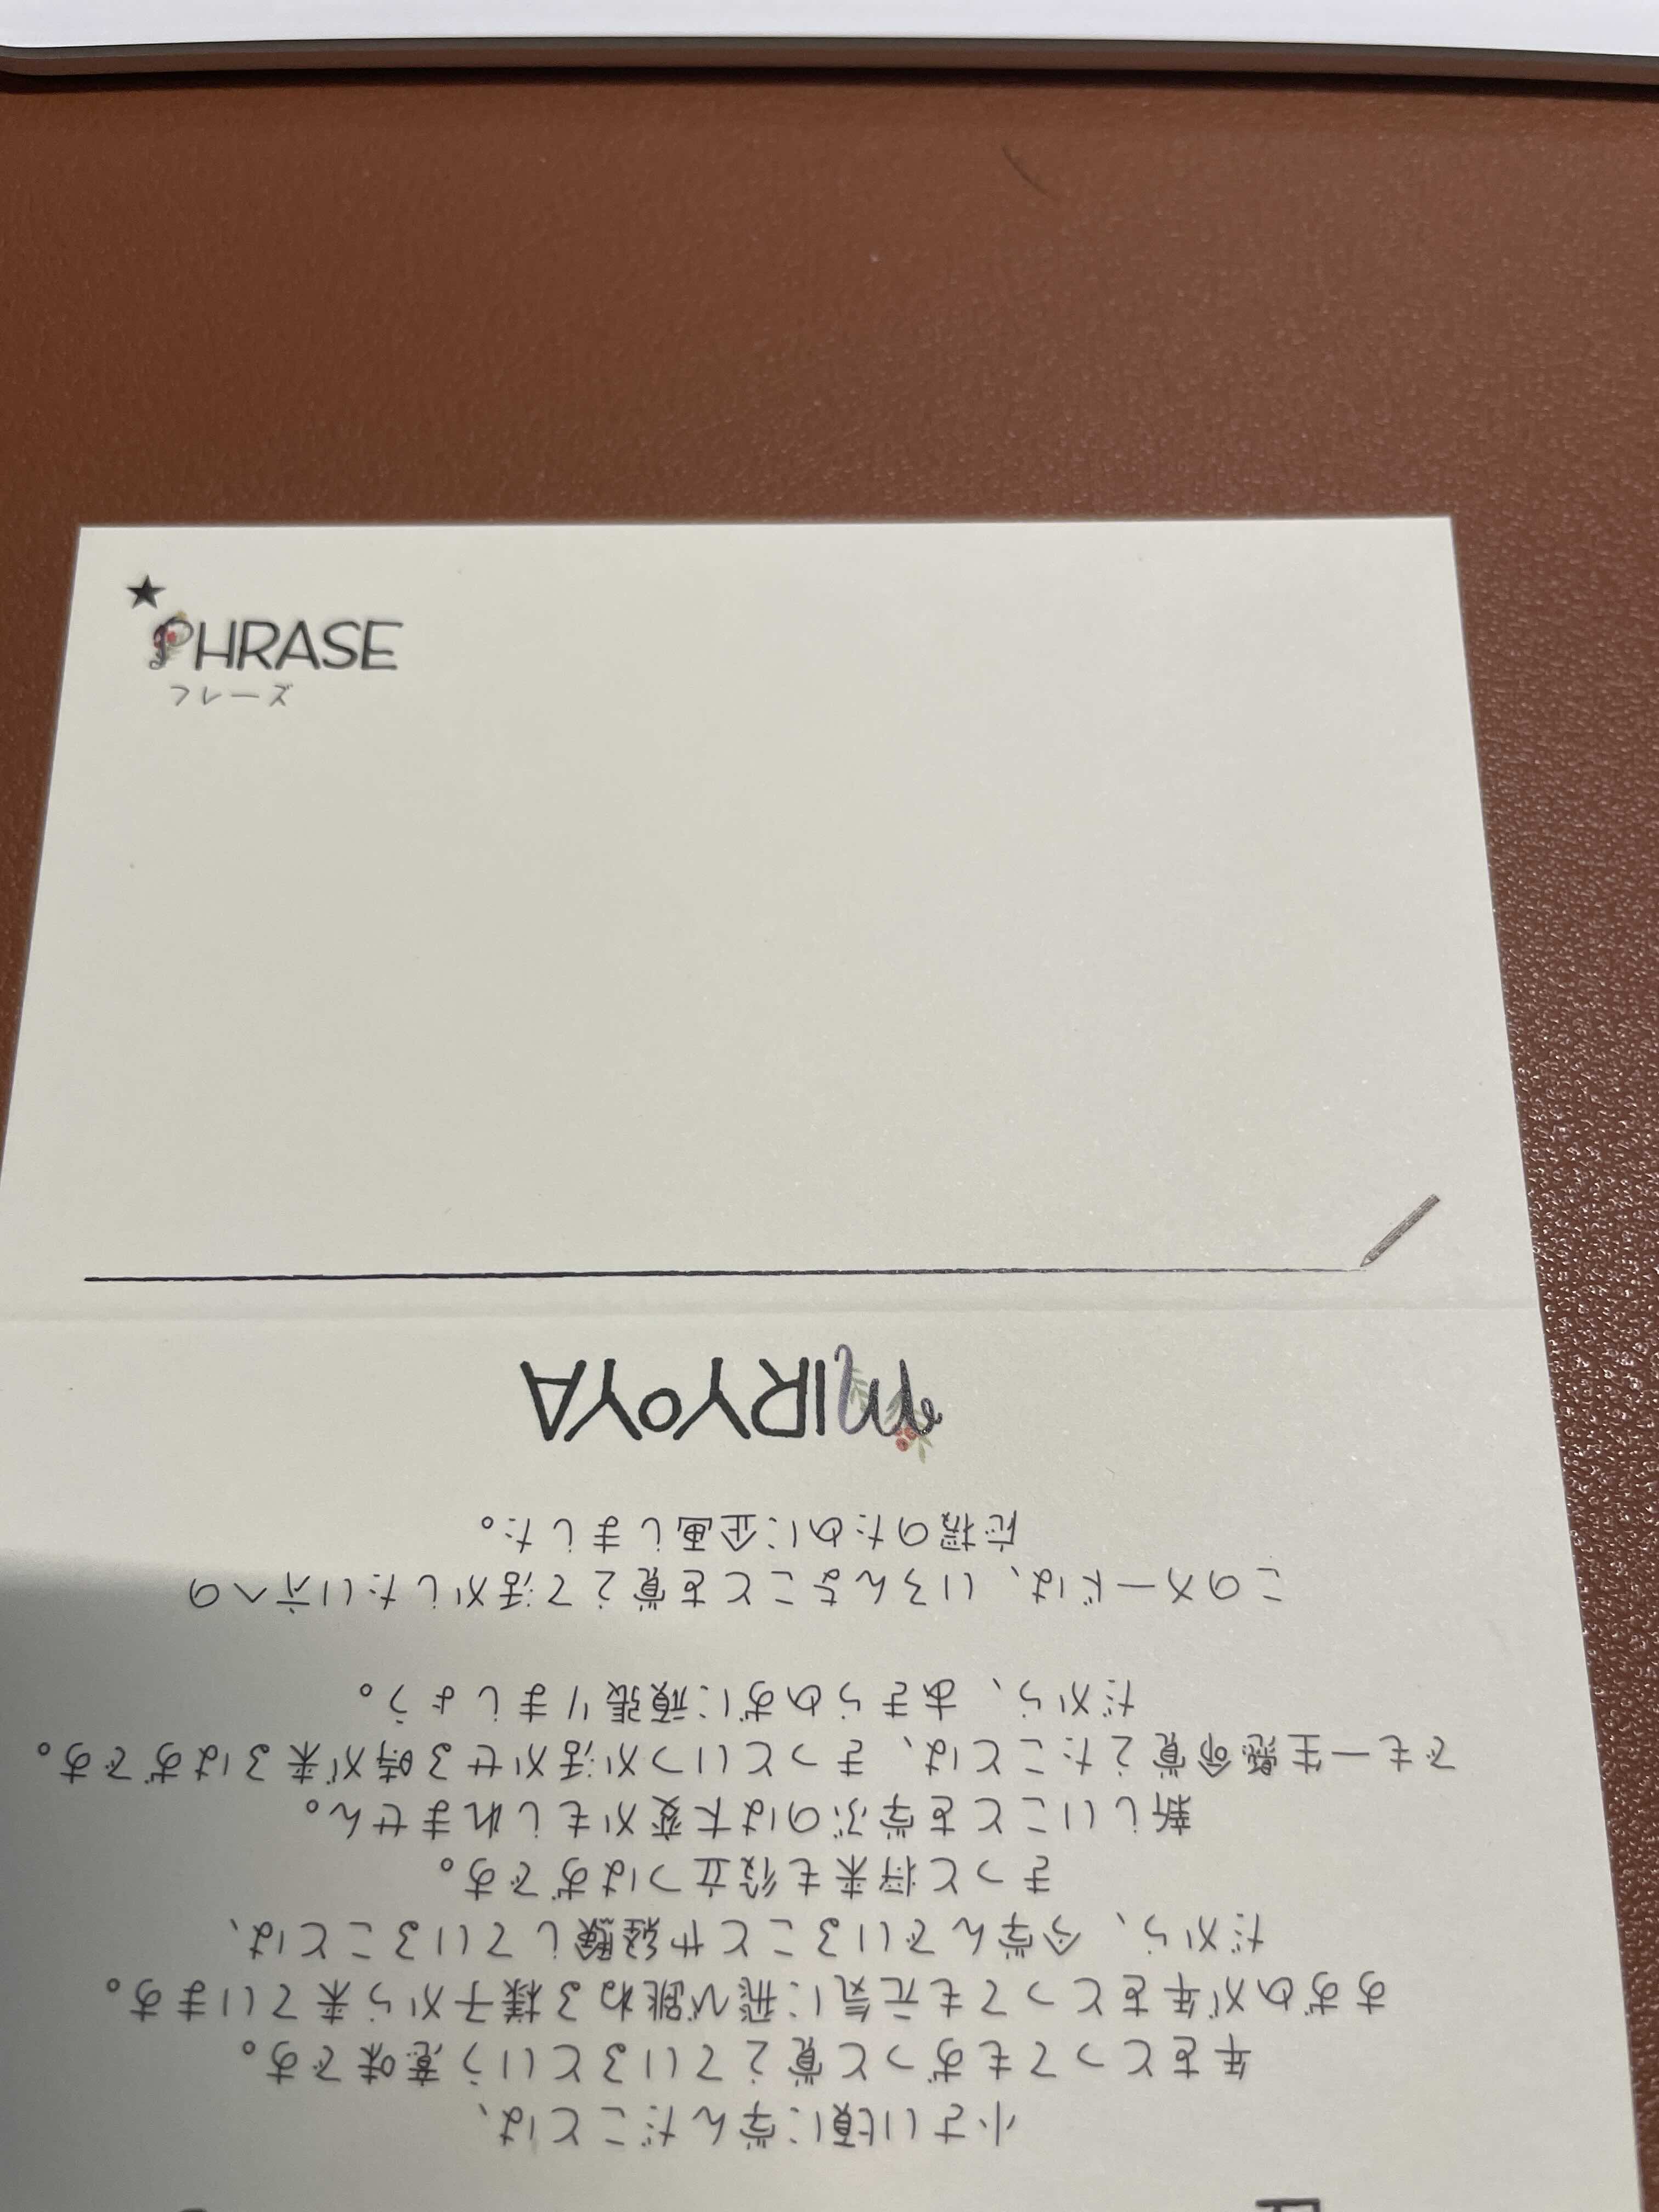 PHRASE
フレーズ
小さい頃に学んだことは、
年をとってもずっと覚えているという意味です。
すずめが年をとっても元気に飛び跳ねる様子から来ています。
だから、今学んでいることや経験していることは、
きっと将来も役立つはずです。
新しいことを学ぶのは大変かもしれません。
でも一生懸命覚えたことは、きっといつか活かせる時が来るはずです。
だから、あきらめずに頑張りましょう。
このカードは、いろんなことを覚えて活かしたい方への
応援のために企画しました。
MIRYOYA